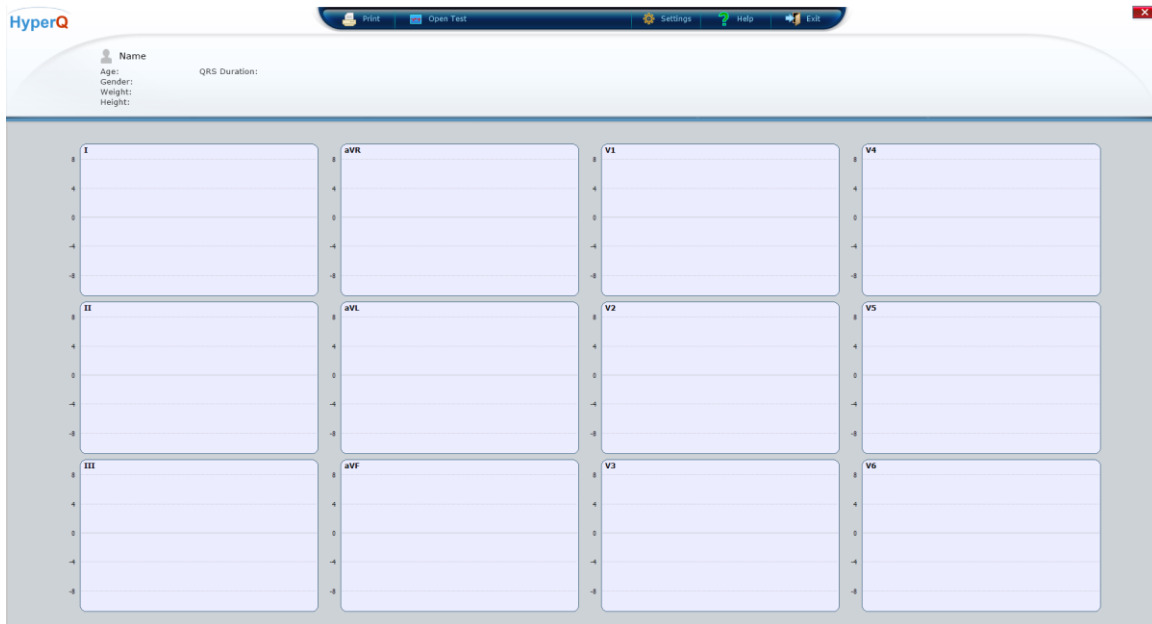 HyperQ
Print Open Test Settings Help Exit
Name
Age: QRS Duration:
Gender:
Weight:
Height:
I aVR V1 V4
8 8 8 8
4 4 4 4
0 0 0 0
-4 -4 -4 -4
-8 -8 -8 -8
II aVL V2 V5
8 8 8 8
4 4 4 4
0 0 0 0
-4 -4 -4 -4
-8 -8 -8 -8
III aVF V3 V6
8 8 8 8
4 4 4 4
0 0 0 0
-4 -4 -4 -4
-8 -8 -8 -8